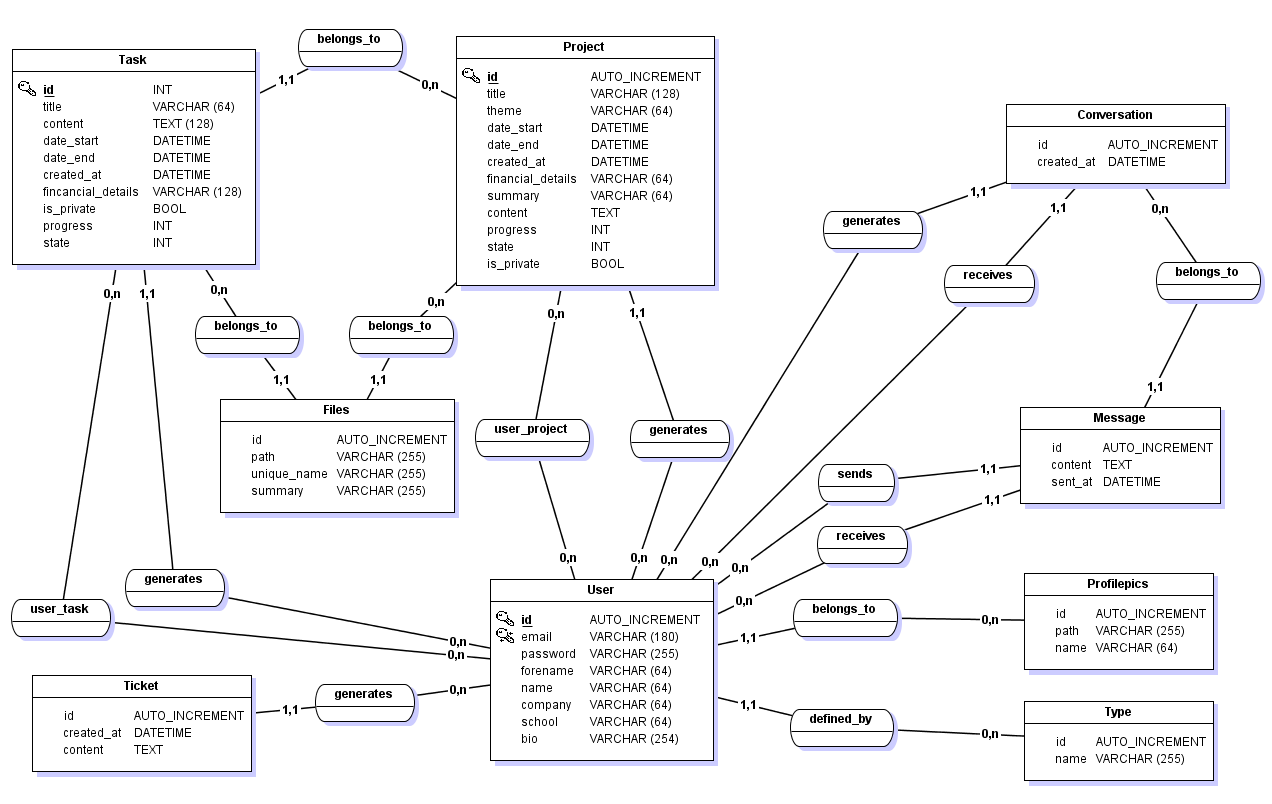 belongs_to
1,1
0,n
Task
id INT
title VARCHAR (64)
content TEXT (128)
date_start DATETIME
date_end DATETIME
created_at DATETIME
fincancial_details VARCHAR (128)
is_private BOOL
progress INT
state INT
Project
id AUTO_INCREMENT
title VARCHAR (128)
theme VARCHAR (64)
date_start DATETIME
date_end DATETIME
created_at DATETIME
financial_details VARCHAR (64)
summary VARCHAR (64)
content TEXT
progress INT
state INT
is_private BOOL
Conversation
id AUTO_INCREMENT
created_at DATETIME
1,1
generates
1,1
receives
0,n
belongs_to
1,1
0,n
1,1
0,n
belongs_to
1,1
0,n
belongs_to
1,1
Files
id AUTO_INCREMENT
path VARCHAR (255)
unique_name VARCHAR (255)
summary VARCHAR (255)
0,n
user_project
0,n
1,1
generates
0,n
0,n
0,n
Message
id AUTO_INCREMENT
content TEXT
sent_at DATETIME
sends
1,1
0,n
receives
1,1
0,n
user_task
generates
0,n
0,n
User
id AUTO_INCREMENT
email VARCHAR (180)
password VARCHAR (255)
forename VARCHAR (64)
name VARCHAR (64)
company VARCHAR (64)
school VARCHAR (64)
bio VARCHAR (254)
1,1
belongs_to
0,n
Profilepics
id AUTO_INCREMENT
path VARCHAR (255)
name VARCHAR (64)
1,1
defined_by
0,n
Type
id AUTO_INCREMENT
name VARCHAR (255)
Ticket
id AUTO_INCREMENT
created_at DATETIME
content TEXT
1,1
generates
0,n